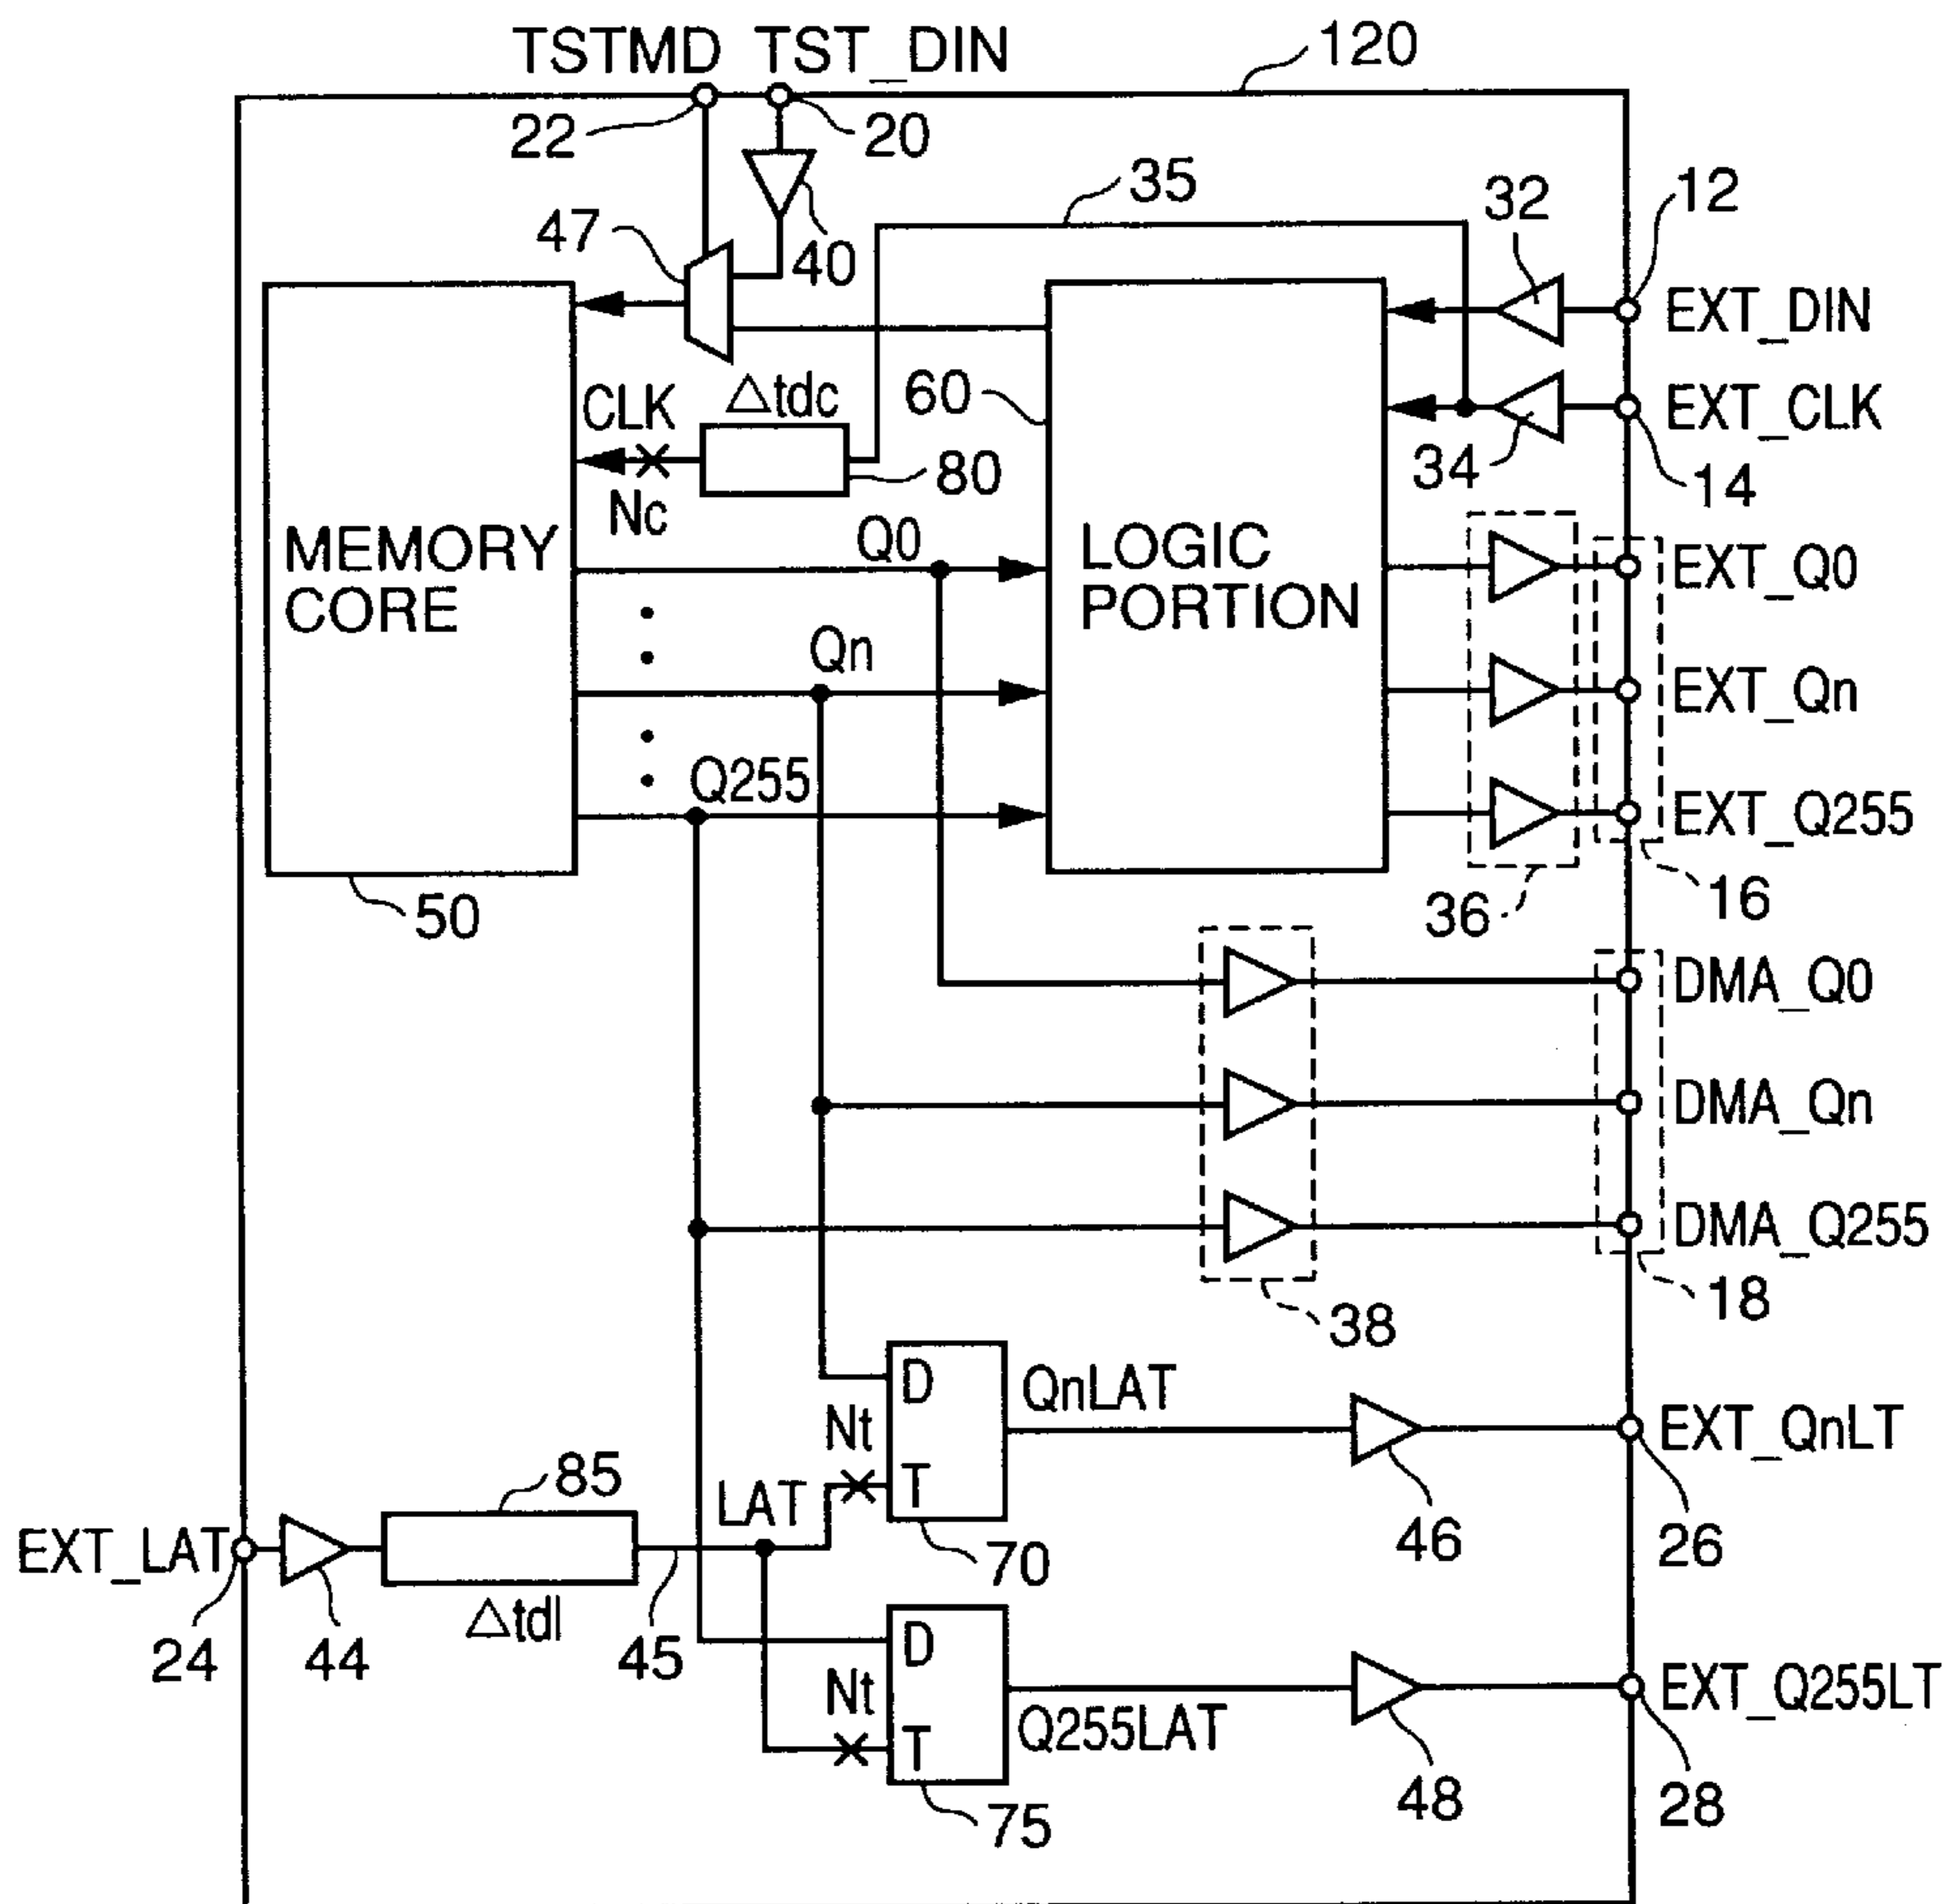 TSTMD TST_DIN
120
22
20
35
32
12
47
40
EXT_DIN
CLK
△tdc
60
EXT_CLK
80
34
14
Nc
Q0
MEMORY
CORE
LOGIC
PORTION
EXT_Q0
Qn
EXT_Qn
Q255
EXT_Q255
50
36
16
DMA_Q0
DMA_Qn
DMA_Q255
18
38
D
QnLAT
Nt
EXT_QnLT
85
LAT
T
EXT_LAT
70
46
26
△tdl
24
44
45
D
Nt
EXT_Q255LT
Q255LAT
T
75
48
28